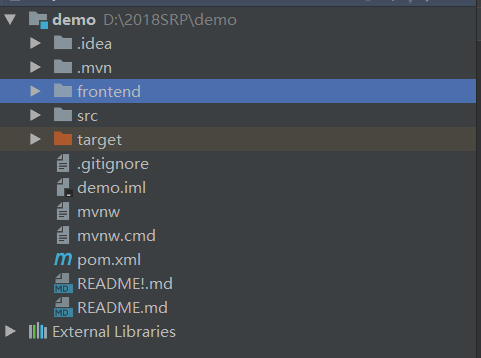 demo D:\2018SRP\demo
.idea
.mvn
frontend
src
target
.gitignore
demo.iml
mvnw
mvnw.cmd
m pom.xml
MD README!.md
MD README.md
External Libraries